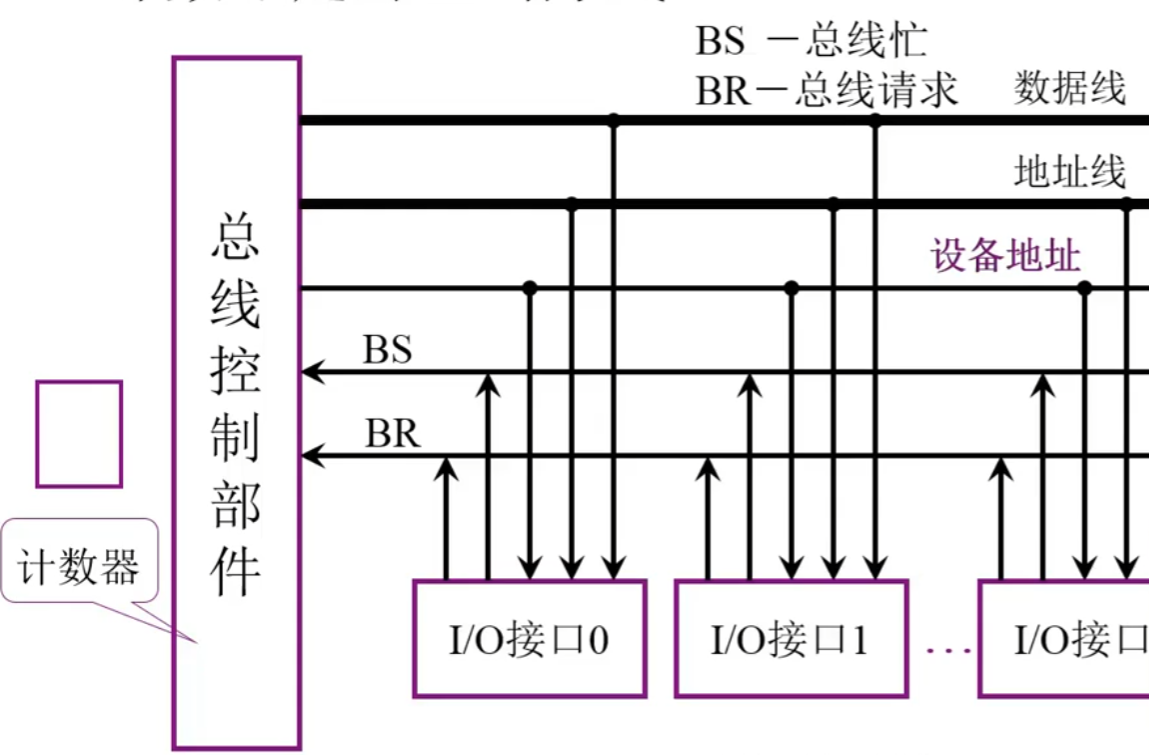 BS －总线忙
BR－总线请求
数据线
地址线
设备地址
BS
BR
总线控制部件
计数器
I/O接口0
I/O接口1
…
I/O接口